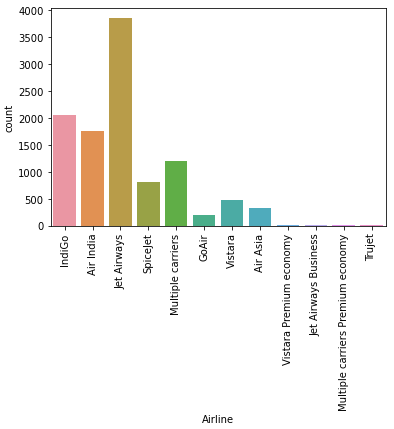 4000
3500
3000
2500
2000
1500
1000
500
0
count
IndiGo
Air India
Jet Airways
SpiceJet
Multiple carriers
GoAir
Vistara
Air Asia
Vistara Premium economy
Jet Airways Business
Multiple carriers Premium economy
Trujet
Airline